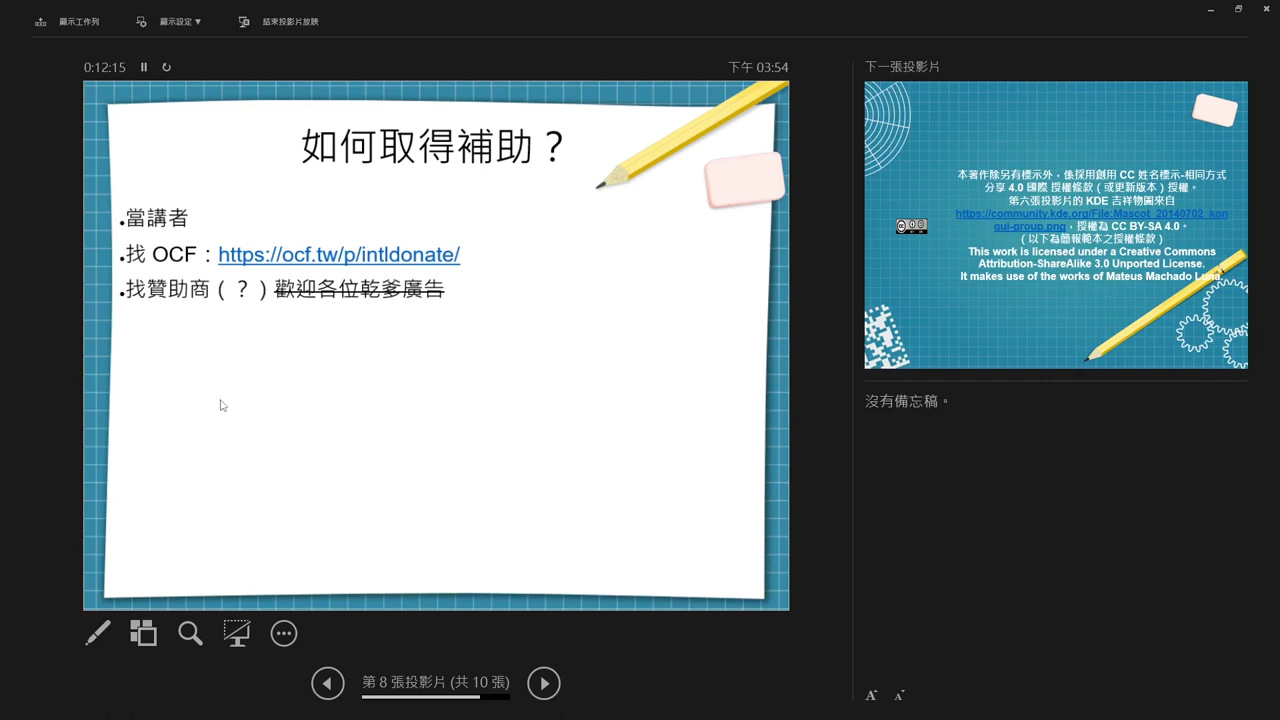 顯示工作列
顯示設定 ▼
結束投影片放映
0:12:15
下午 03:54
如何取得補助？
•當講者
•找 OCF：https://ocf.tw/p/intldonate/
•找贊助商（？）歡迎各位乾爹廣告
第 8 張投影片 (共 10 張)
下一張投影片
本著作除另有標示外，係採用創用 CC 姓名標示-相同方式
分享 4.0 國際 授權條款（或更新版本）授權。
第六張投影片的 KDE 吉祥物圖來自
https://community.kde.org/File:Mascot_20140702_kon
qui-group.png，授權為 CC BY-SA 4.0。
（以下為簡報範本之授權條款）
This work is licensed under a Creative Commons
Attribution-ShareAlike 3.0 Unported License.
It makes use of the works of Mateus Machado Luna.
沒有備忘稿。
A A